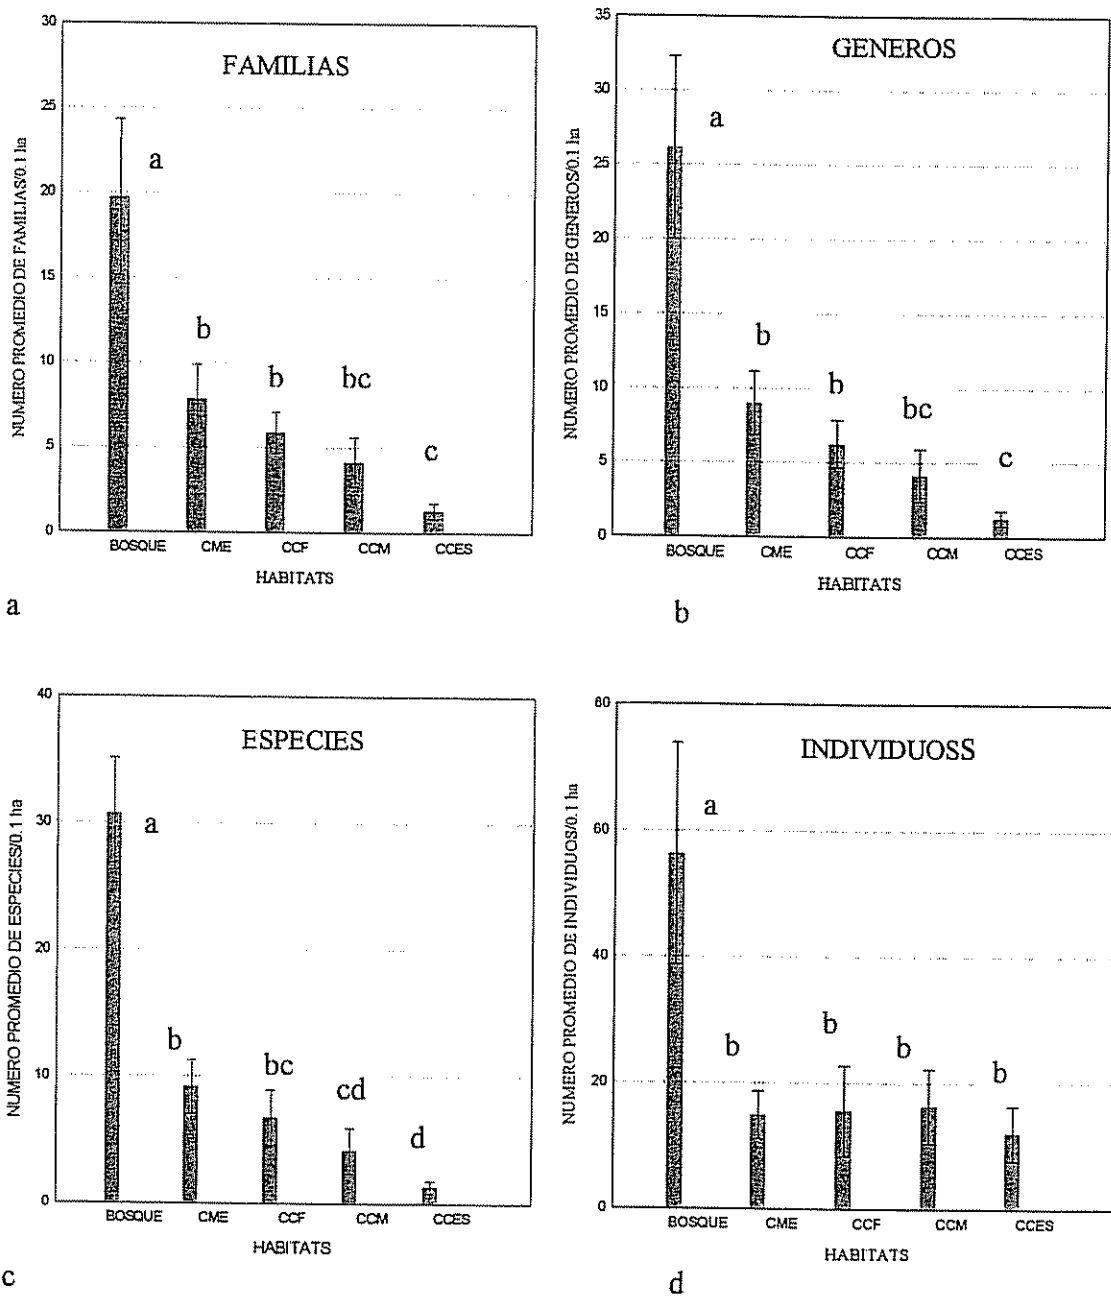 FAMILIAS
NUMERO PROMEDIO DE FAMILIAS/0.1 ha
30
25
20
15
10
5
0
a
b
b
bc
c
BOSQUE CME CCF CCM CCES
HABITATS
a
GENEROS
NUMERO PROMEDIO DE GENEROS/0.1 ha
35
30
25
20
15
10
5
0
a
b
b
bc
c
BOSQUE CME CCF CCM CCES
HABITATS
b
ESPECIES
NUMERO PROMEDIO DE ESPECIES/0.1 ha
40
30
20
10
0
a
b
bc
cd
d
BOSQUE CME CCF CCM CCES
HABITATS
c
INDIVIDUOSS
NUMERO PROMEDIO DE INDIVIDUOS/0.1 ha
80
60
40
20
0
a
b
b
b
b
BOSQUE CME CCF CCM CCES
HABITATS
d